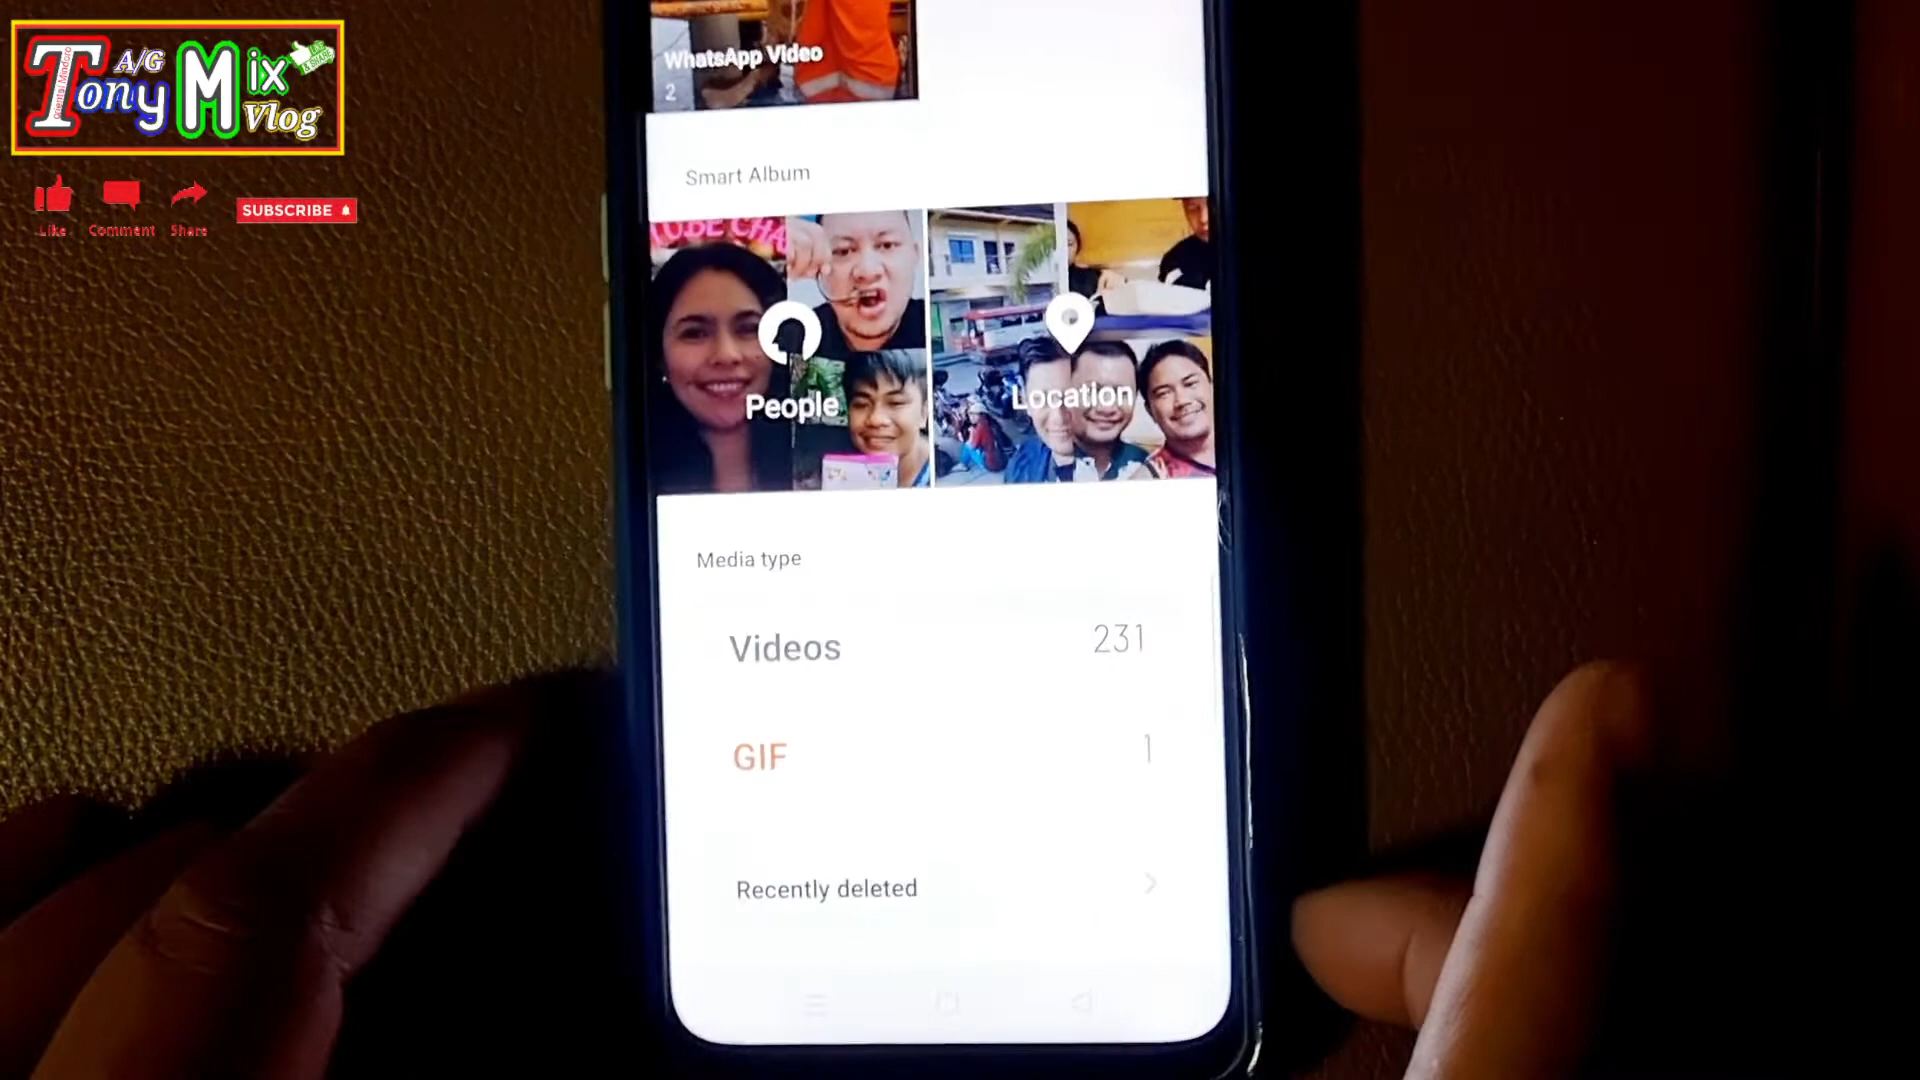 Tony A/G Mix
Vlog
Like
Comment
Share
SUBSCRIBE
WhatsApp Video
2
Smart Album
People
Location
Media type
Videos 231
GIF 1
Recently deleted